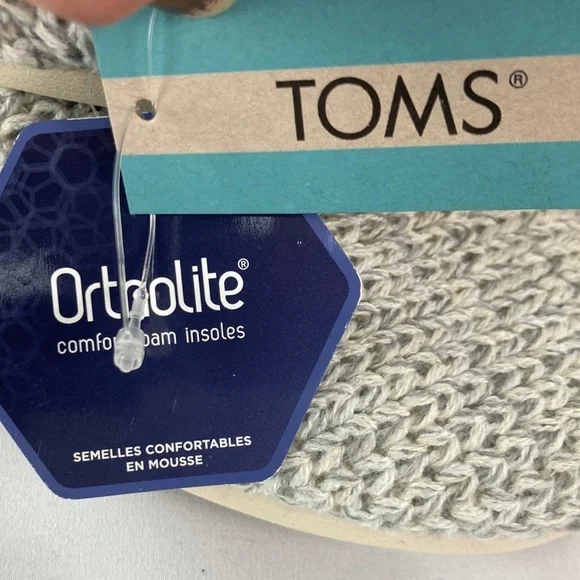 TOMS®
Ortholite®
comfort foam insoles
SEMELLES CONFORTABLES
EN MOUSSE